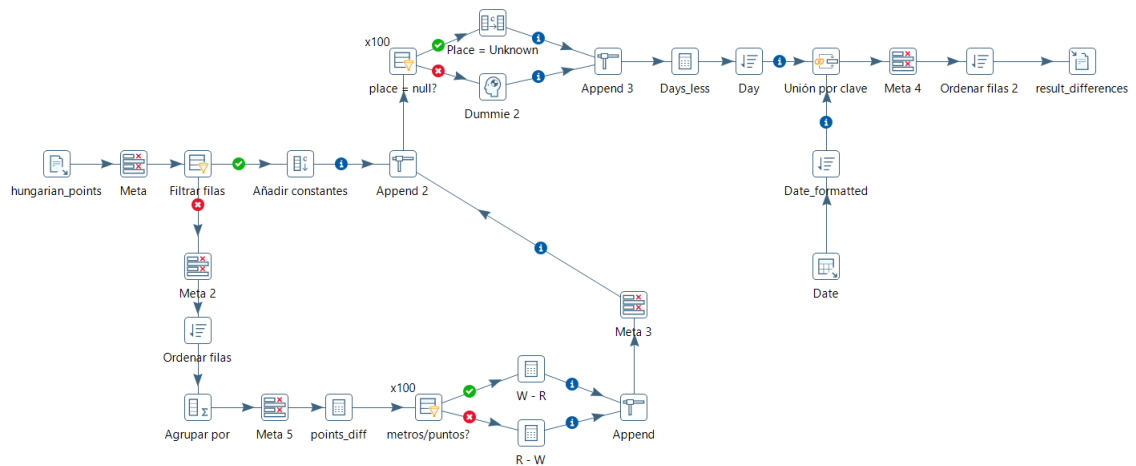 x100
Place = Unknown
place = null?
Dummie 2
Append 3
Days_less
Day
Unión por clave
Meta 4
Ordenar filas 2
result_differences
hungarian_points
Meta
Filtrar filas
Añadir constantes
Append 2
Date_formatted
Meta 2
Date
Meta 3
Ordenar filas
x100
W - R
Agrupar por
Meta 5
points_diff
metros/puntos?
Append
R - W